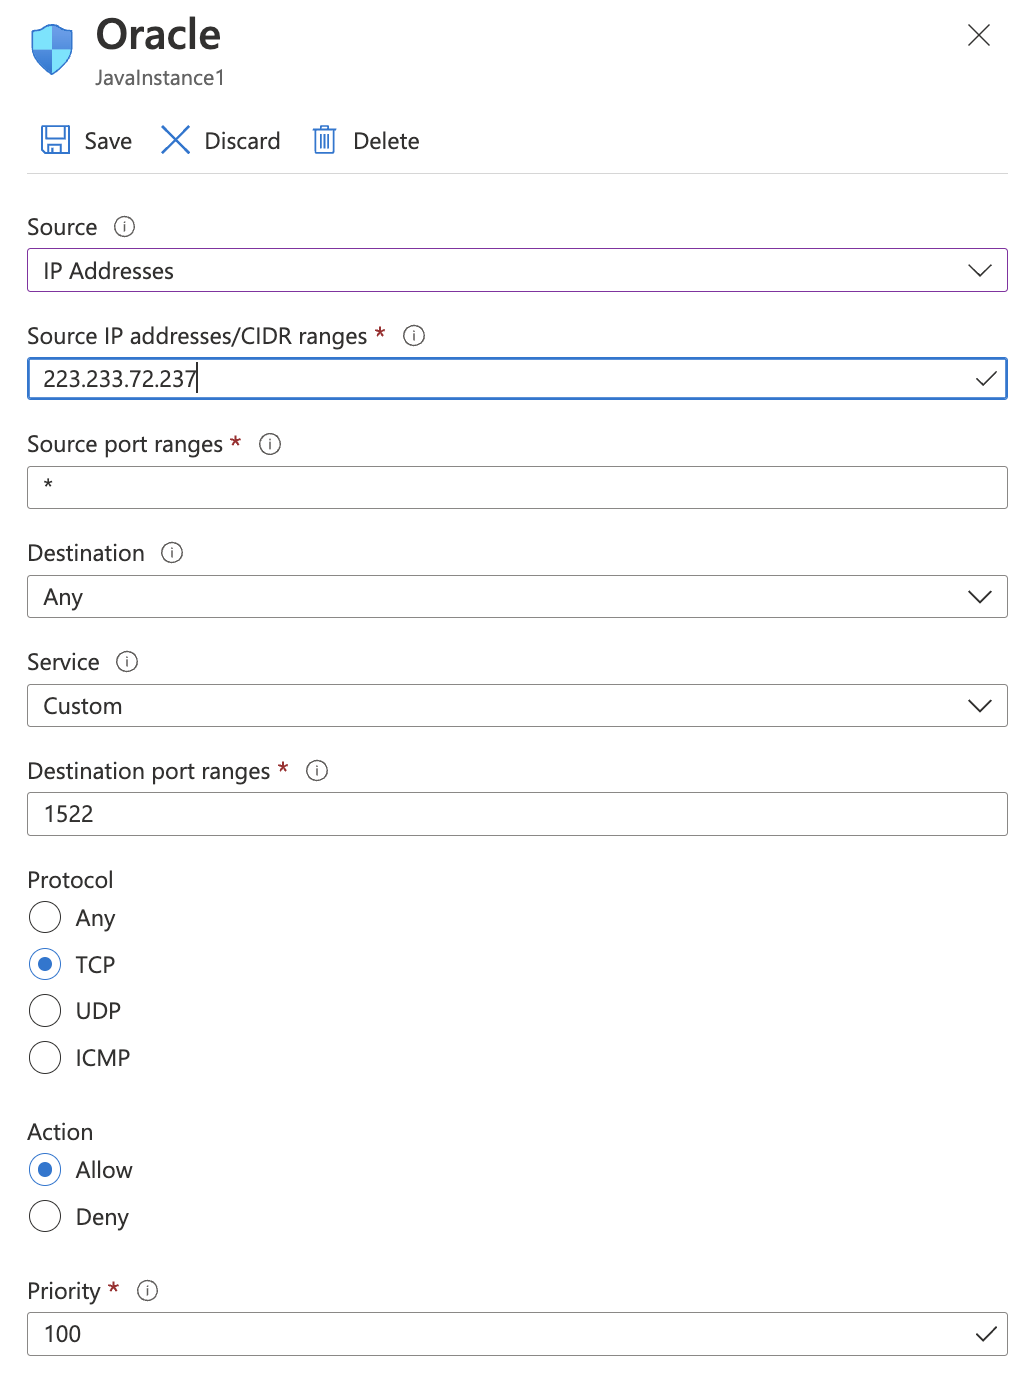 Oracle
JavaInstance1
Save Discard Delete
Source
IP Addresses
Source IP addresses/CIDR ranges *
223.233.72.237
Source port ranges *
*
Destination
Any
Service
Custom
Destination port ranges *
1522
Protocol
Any
TCP
UDP
ICMP
Action
Allow
Deny
Priority *
100